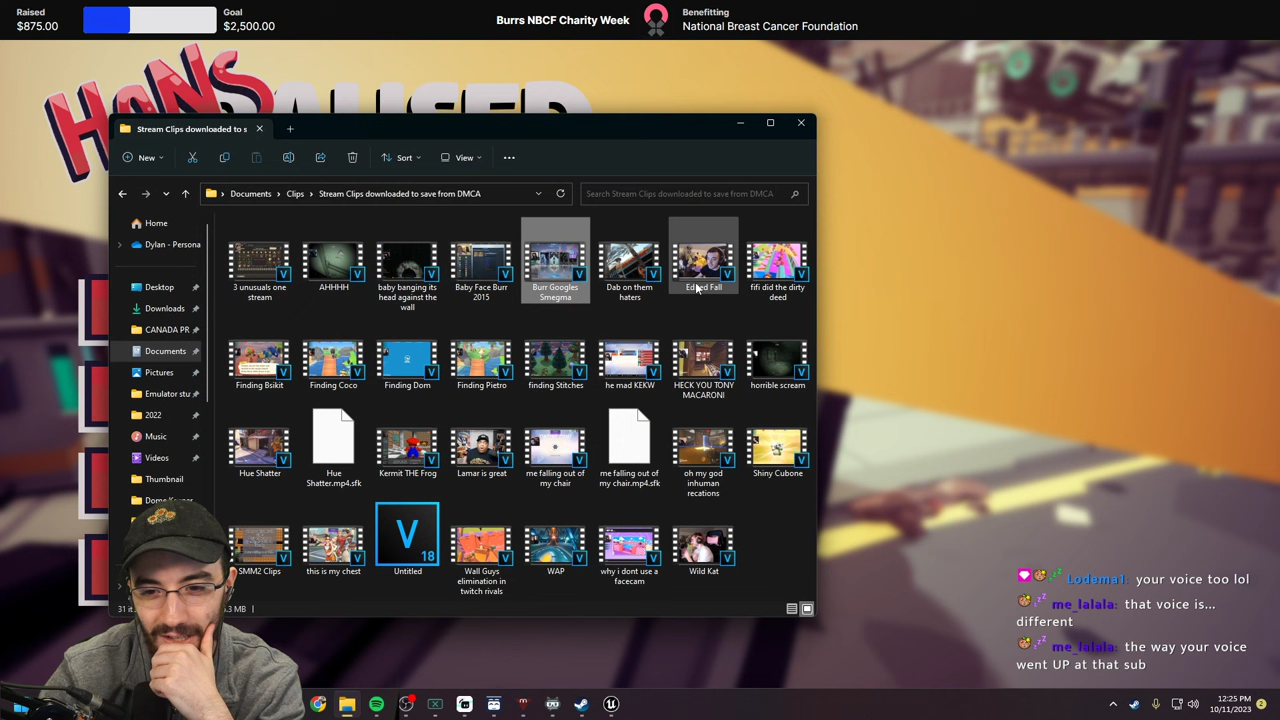 Raised
$875.00
Goal
$2,500.00
Burrs NBCF Charity Week
Benefitting
National Breast Cancer Foundation
HANS
PAUSED
Stream Clips downloaded to s
New
Sort
View
Documents
Clips
Stream Clips downloaded to save from DMCA
Search Stream Clips downloaded to save from DMCA
Home
Dylan - Persona
Desktop
Downloads
CANADA PR
Documents
Pictures
Emulator stu
2022
Music
Videos
Thumbnail
3 unusuals one
stream
AHHHH
baby banging its
head against the
wall
Baby Face Burr
2015
Burr Googles
Smegma
Dab on them
haters
fifi did the dirty
deed
Finding Bsikit
Finding Coco
Finding Dom
Finding Pietro
finding Stitches
he mad KEKW
HECK YOU TONY
MACARONI
horrible scream
Hue Shatter
Hue
Shatter.mp4.sfk
Kermit THE Frog
Lamar is great
me falling out of
my chair
me falling out of
my chair.mp4.sfk
oh my god
inhuman
recations
Shiny Cubone
V
18
SMM2 Clips
this is my chest
Untitled
Wall Guys
elimination in
twitch rivals
WAP
why i dont use a
facecam
Wild Kat
Lodema1: your voice too lol
me_lalala: that voice is...
different
me_lalala: the way your voice
went UP at that sub
12:25 PM
10/11/2023
2